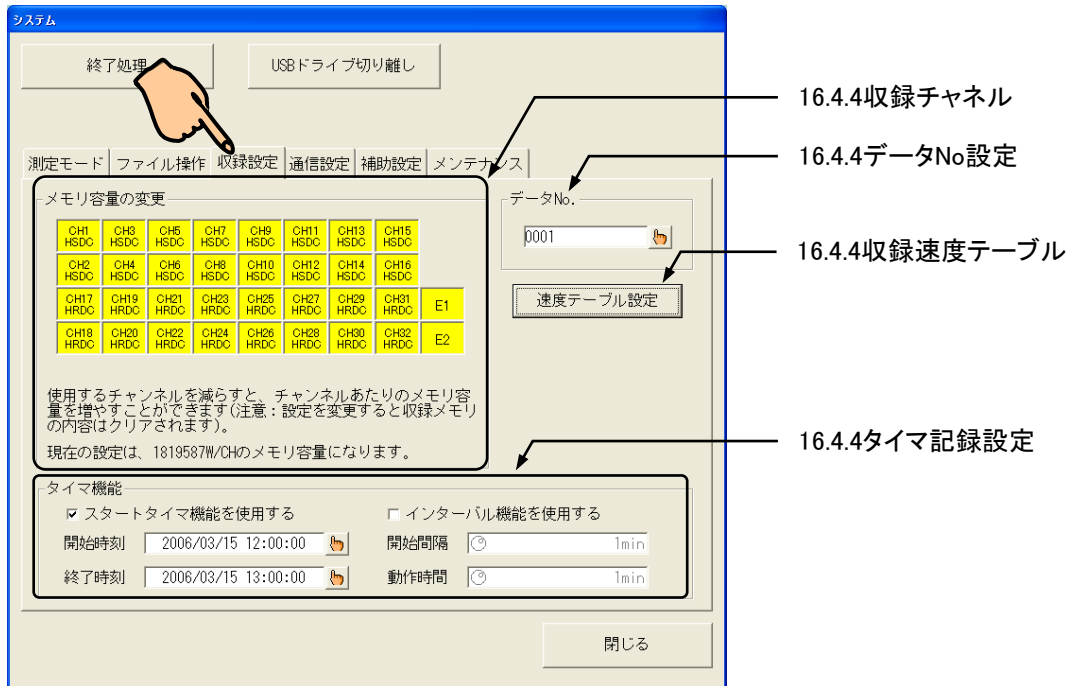 システム
終了処理
USBドライブ切り離し
16.4.4収録チャネル
測定モード ファイル操作 収録設定 通信設定 補助設定 メンテナンス
16.4.4データNo設定
メモリ容量の変更
データNo.
CH1 HSDC CH3 HSDC CH5 HSDC CH7 HSDC CH9 HSDC CH11 HSDC CH13 HSDC CH15 HSDC
0001
CH2 HSDC CH4 HSDC CH6 HSDC CH8 HSDC CH10 HSDC CH12 HSDC CH14 HSDC CH16 HSDC
16.4.4収録速度テーブル
CH17 HRDC CH19 HRDC CH21 HRDC CH23 HRDC CH25 HRDC CH27 HRDC CH29 HRDC CH31 HRDC E1
速度テーブル設定
CH18 HRDC CH20 HRDC CH22 HRDC CH24 HRDC CH26 HRDC CH28 HRDC CH30 HRDC CH32 HRDC E2
使用するチャンネルを減らすと、チャンネルあたりのメモリ容
量を増やすことができます(注意：設定を変更すると収録メモリ
の内容はクリアされます)。
現在の設定は、1819587W/CHのメモリ容量になります。
16.4.4タイマ記録設定
タイマ機能
スタートタイマ機能を使用する
インターバル機能を使用する
開始時刻 2006/03/15 12:00:00
開始間隔 1min
終了時刻 2006/03/15 13:00:00
動作時間 1min
閉じる